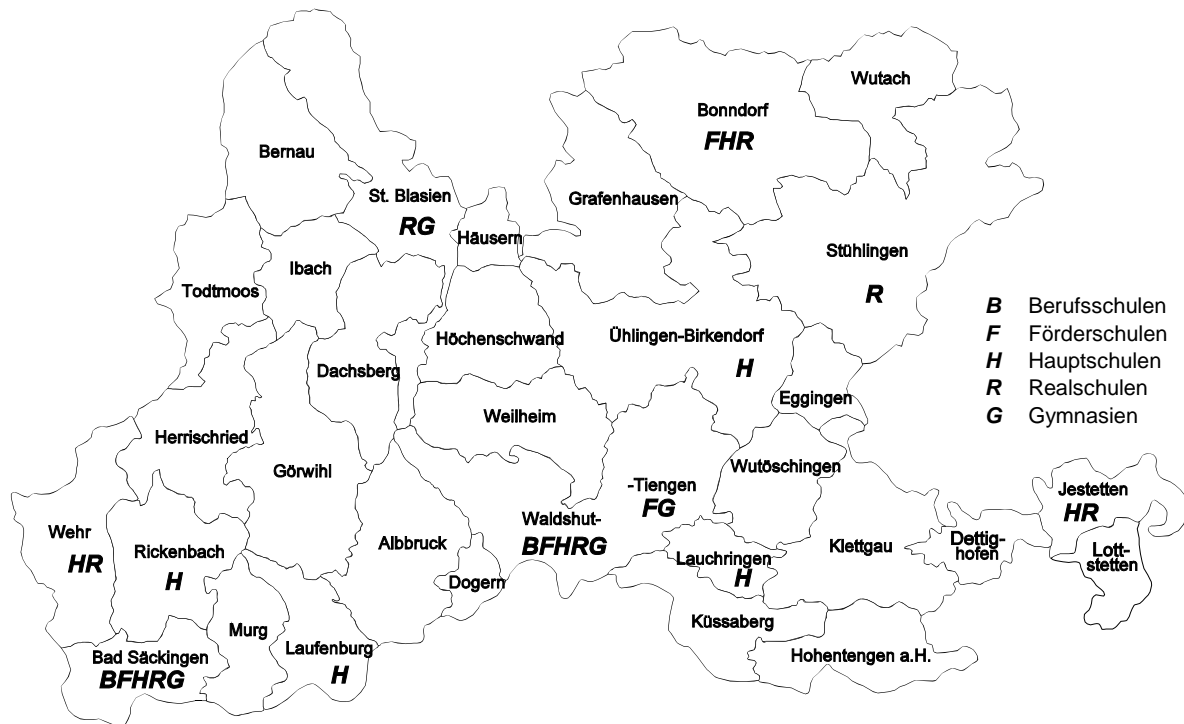 Wutach
Bonndorf
FHR
Bernau
St. Blasien
RG
Grafenhausen
Häusern
Stühlingen
R
Ibach
Todtmoos
Höchenschwand
Ühlingen-Birkendorf
H
Dachsberg
Eggingen
Weilheim
Herrischried
Görwihl
Wutöschingen
-Tiengen
FG
Waldshut-
BFHRG
Jestetten
HR
Wehr
HR
Rickenbach
H
Albbruck
Dogern
Lauchringen
H
Klettgau
Dettig-
hofen
Lott-
stetten
Küssaberg
Murg
Laufenburg
H
Bad Säckingen
BFHRG
Hohentengen a.H.
B Berufsschulen
F Förderschulen
H Hauptschulen
R Realschulen
G Gymnasien